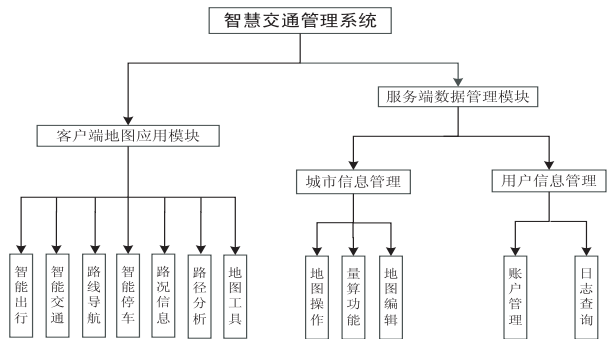 智慧交通管理系统
服务端数据管理模块
客户端地图应用模块
城市信息管理
用户信息管理
智能出行
智能交通
路线导航
智能停车
路况信息
路径分析
地图工具
地图操作
量算功能
地图编辑
账户管理
日志查询